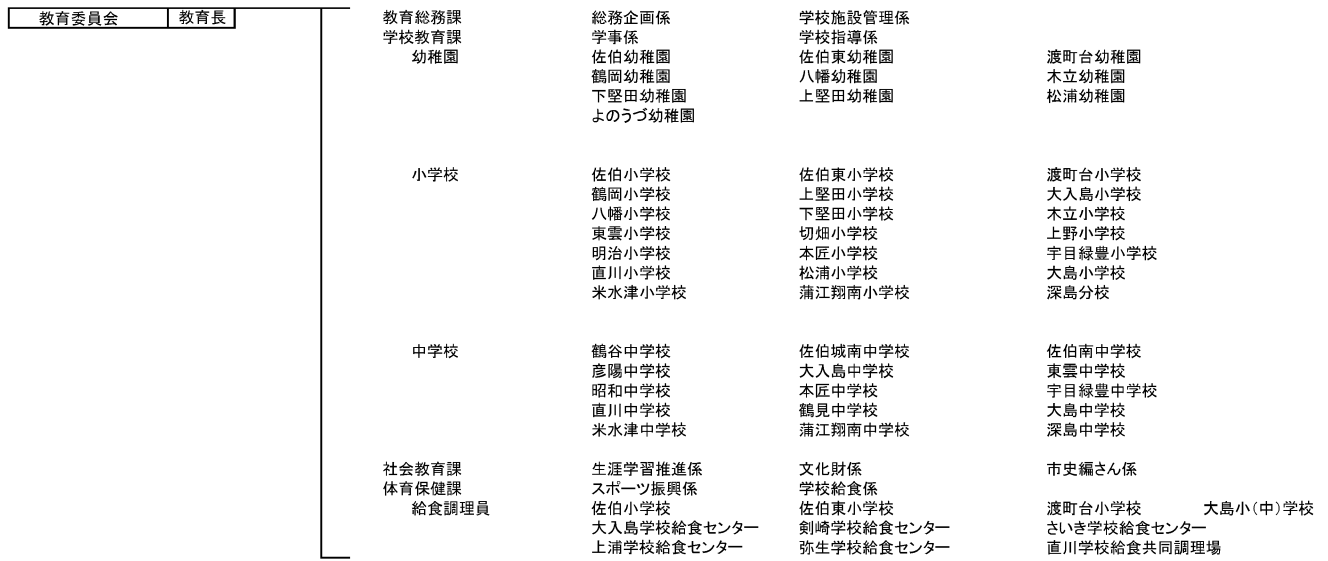 教育委員会 教育長 教育総務課 総務企画係 学校施設管理係
学校教育課 学事係 学校指導係
幼稚園 佐伯幼稚園 佐伯東幼稚園 渡町台幼稚園
鶴岡幼稚園 八幡幼稚園 木立幼稚園
下堅田幼稚園 上堅田幼稚園 松浦幼稚園
よのうづ幼稚園
小学校 佐伯小学校 佐伯東小学校 渡町台小学校
鶴岡小学校 上堅田小学校 大入島小学校
八幡小学校 下堅田小学校 木立小学校
東雲小学校 切畑小学校 上野小学校
明治小学校 本匠小学校 宇目緑豊小学校
直川小学校 松浦小学校 大島小学校
米水津小学校 蒲江翔南小学校 深島分校
中学校 鶴谷中学校 佐伯城南中学校 佐伯南中学校
彦陽中学校 大入島中学校 東雲中学校
昭和中学校 本匠中学校 宇目緑豊中学校
直川中学校 鶴見中学校 大島中学校
米水津中学校 蒲江翔南中学校 深島中学校
社会教育課 生涯学習推進係 文化財係 市史編さん係
体育保健課 スポーツ振興係 学校給食係
給食調理員 佐伯小学校 佐伯東小学校 渡町台小学校 大島小(中)学校
大入島学校給食センター 剣崎学校給食センター さいき学校給食センター
上浦学校給食センター 弥生学校給食センター 直川学校給食共同調理場